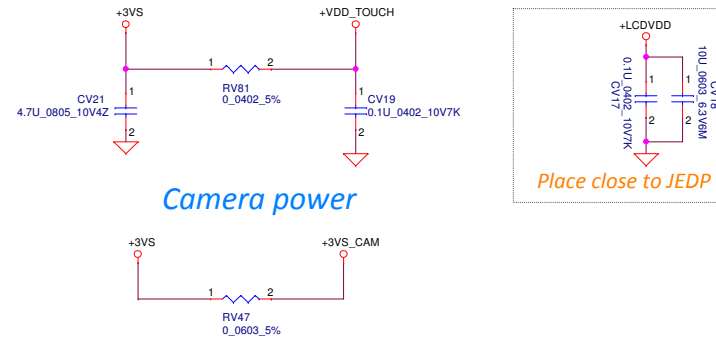 +3VS
+VDD_TOUCH
1
2
RV81
0_0402_5%
1
CV21
4.7U_0805_10V4Z
2
1
CV19
0.1U_0402_10V7K
2
+LCDVDD
1
2
CV17
0.1U_0402_10V7K
1
2
10U_0603_6.3V6M
Place close to JEDP
Camera power
+3VS
+3VS_CAM
1
2
RV47
0_0603_5%